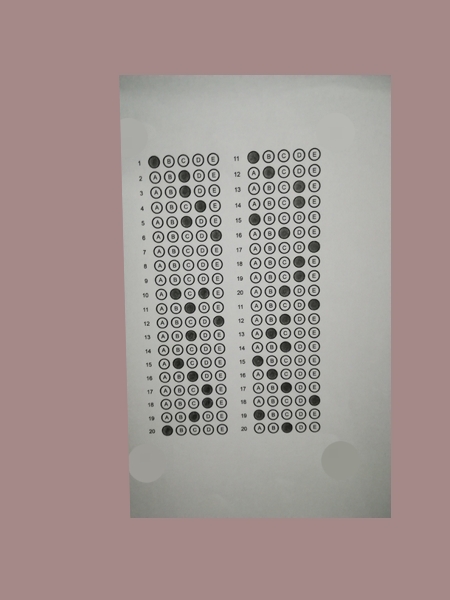 1 B C D E 11 B C D E
2 A B D E 12 A C D E
3 A B D E 13 A B C E
4 A B C E 14 A B C E
5 A B D E 15 B C D E
6 A B C D 16 A B D E
7 A B C D E 17 A B C D
8 A B C D E 18 A B C E
9 A B C D E 19 A B C E
10 A C E 20 A B D E
11 A B D E 11 A B C D
12 A B C D 12 A B D E
13 A B D E 13 A C D E
14 A B C D E 14 A B D E
15 A C D E 15 B C D E
16 A B D E 16 A C D E
17 A B C E 17 A B D E
18 A B C E 18 A B C D
19 A B D E 19 B C D E
20 B C D E 20 A B D E